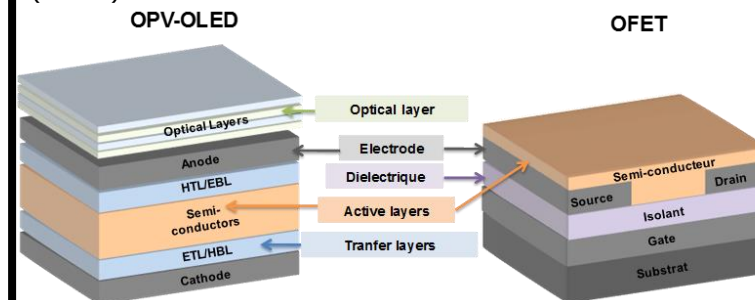 OPV-OLED
OFET
Optical Layers
Anode
HTL/EBL
Semi-
conductors
ETL/HBL
Cathode
Optical layer
Electrode
Dielectrique
Active layers
Tranfer layers
Semi-conducteur
Source
Drain
Isolant
Gate
Substrat